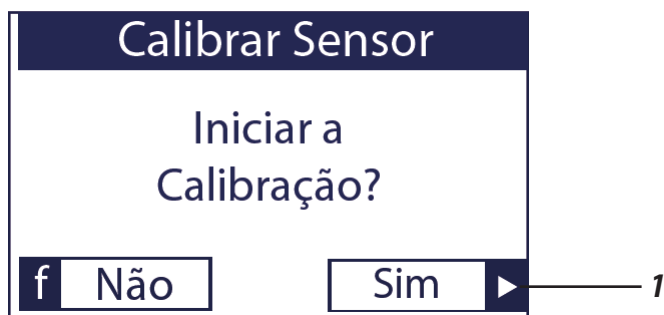 Calibrar Sensor
Iniciar a
Calibração?
f Não Sim ▶ 1